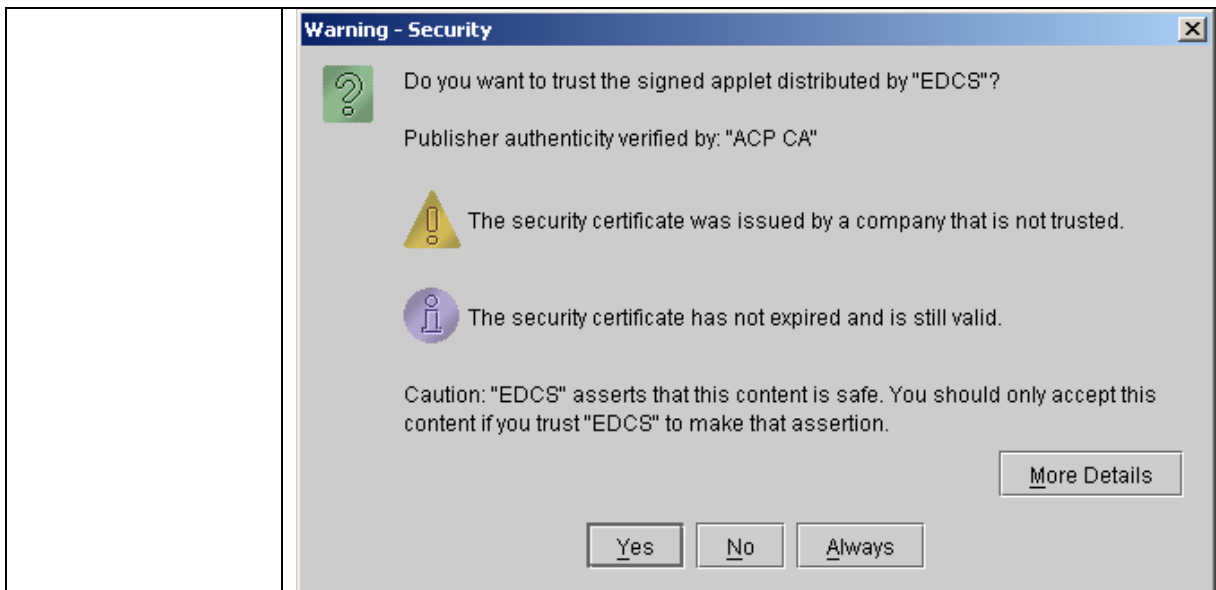 Warning - Security
Do you want to trust the signed applet distributed by "EDCS"?
Publisher authenticity verified by: "ACP CA"
The security certificate was issued by a company that is not trusted.
The security certificate has not expired and is still valid.
Caution: "EDCS" asserts that this content is safe. You should only accept this
content if you trust "EDCS" to make that assertion.
More Details
Yes No Always